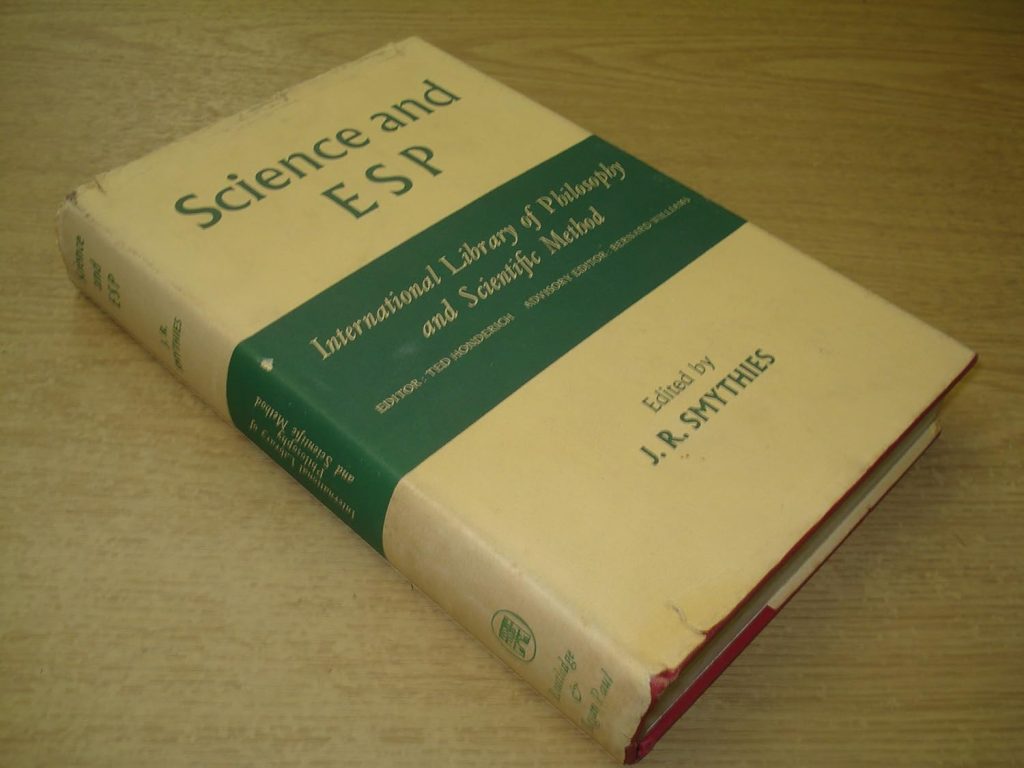 Science and
ESP
International Library of Philosophy
and Scientific Method
EDITOR: TED HONDERICH ADVISORY EDITOR: BERNARD WILLIAMS
Edited by
J. R. SMYTHIES
Science
and
ESP
J. R.
SMYTHIES
International Library of
Philosophy
and Scientific Method
Routledge
&
Kegan Paul